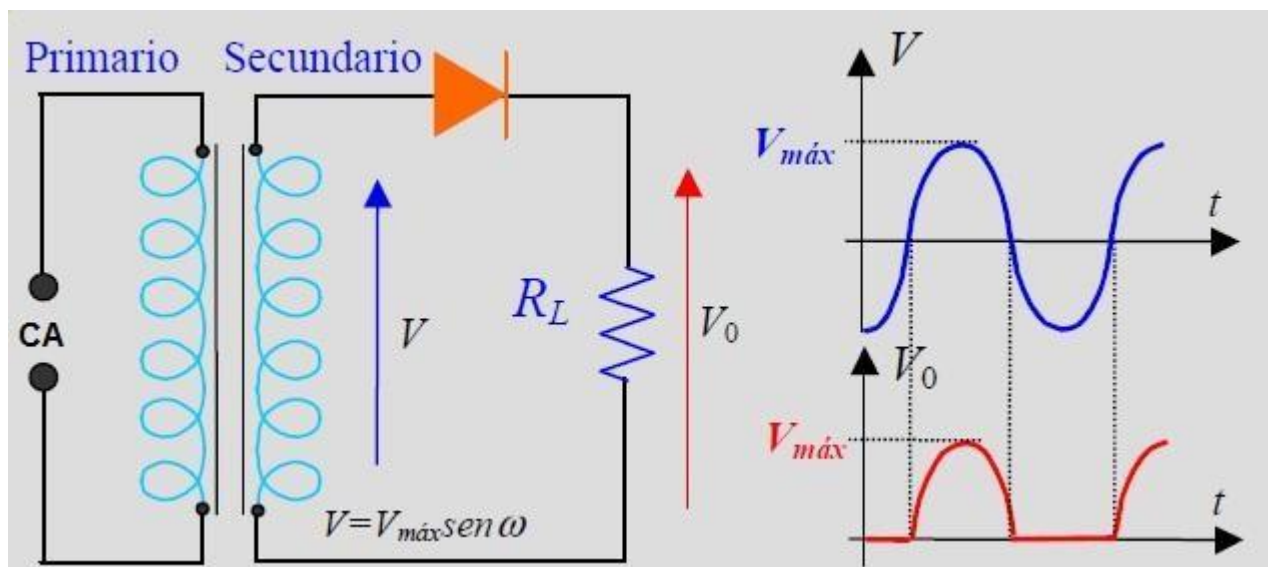 Primario Secundario
CA
V
R_L
V_0
V=V_máx sen ω
V
V_máx
t
V_0
V_máx
t